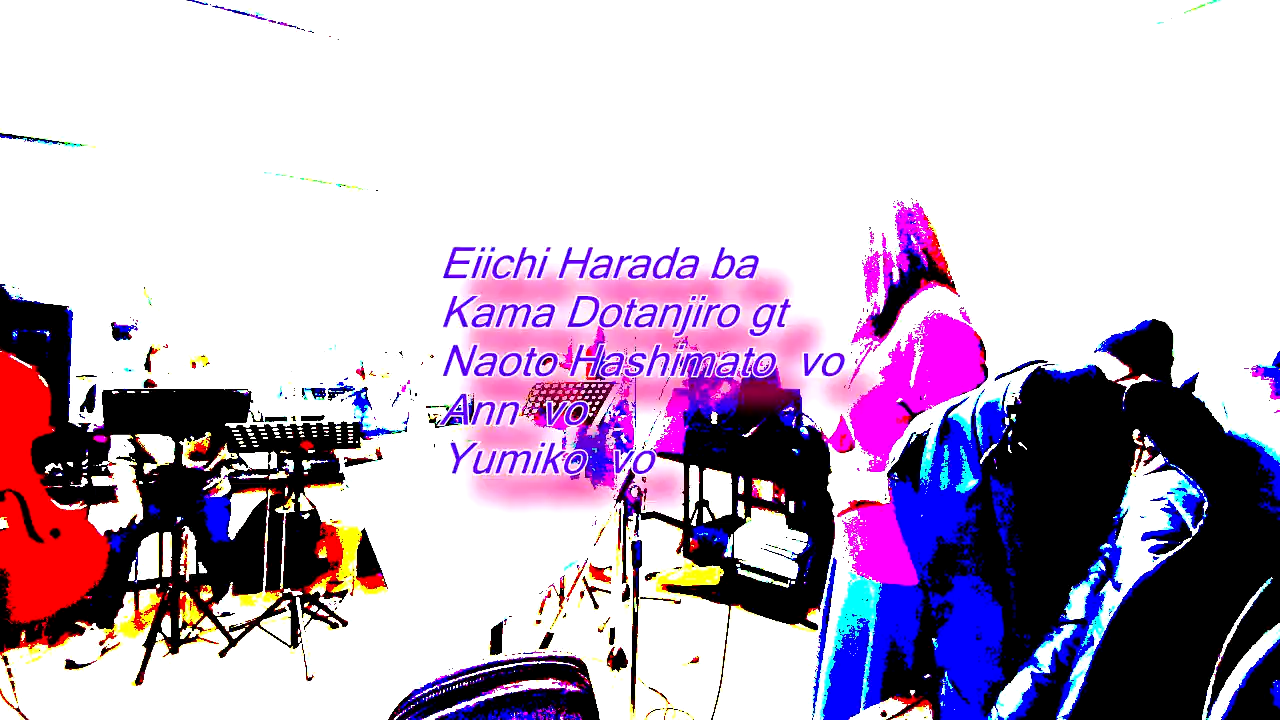 Eiichi Harada ba
Kama Dotanjiro gt
Naoto Hashimato  vo
Ann  vo
Yumiko  vo